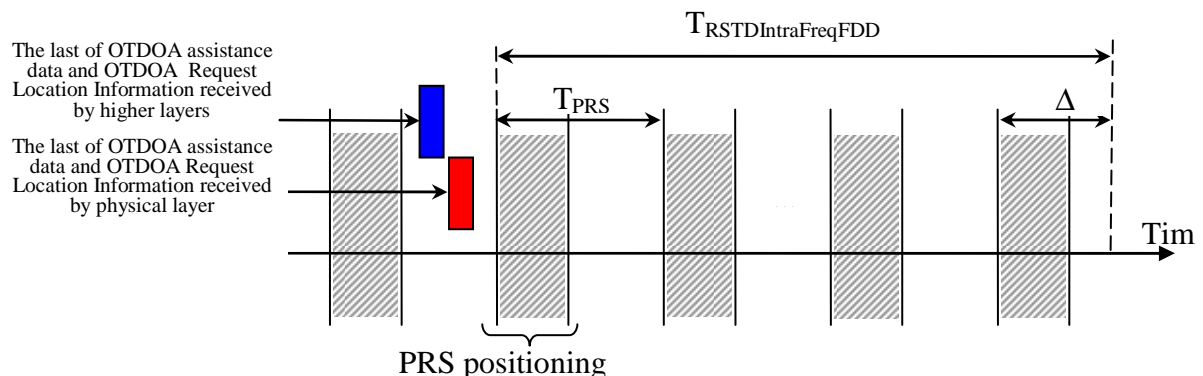 T_RSTDIntraFreqFDD
The last of OTDOA assistance
data and OTDOA Request
Location Information received
by higher layers
T_PRS
Δ
The last of OTDOA assistance
data and OTDOA Request
Location Information received
by physical layer
. . .
Tim
PRS positioning